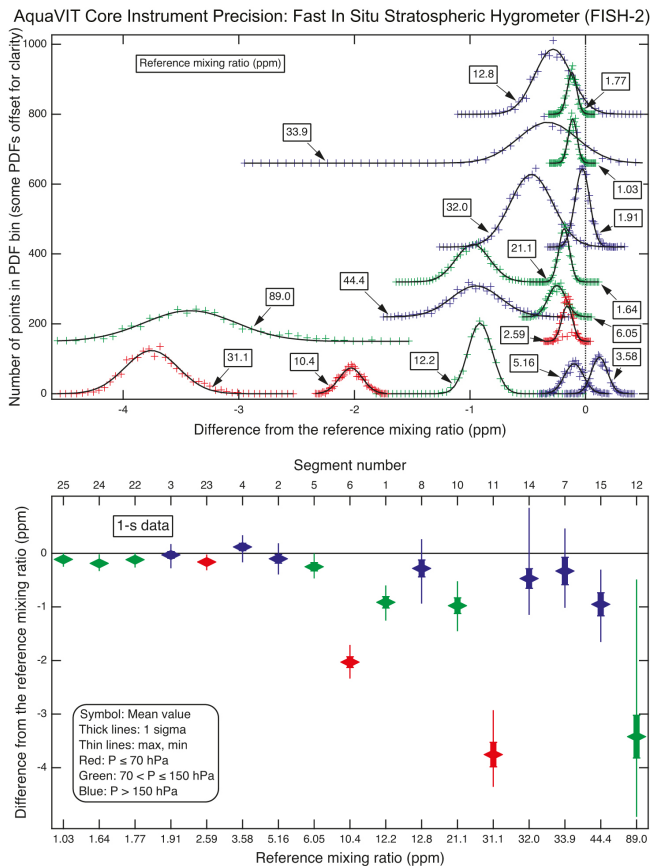 AquaVIT Core Instrument Precision: Fast In Situ Stratospheric Hygrometer (FISH-2)
Number of points in PDF bin (some PDFs offset for clarity)
1000
800
600
400
200
0
Reference mixing ratio (ppm)
12.8
1.77
33.9
1.03
32.0
1.91
21.1
44.4
1.64
89.0
6.05
2.59
31.1
10.4
12.2
5.16
3.58
-4
-3
-2
-1
0
Difference from the reference mixing ratio (ppm)
Segment number
25 24 22 3 23 4 2 5 6 1 8 10 11 14 7 15 12
Difference from the reference mixing ratio (ppm)
1-s data
0
-1
-2
-3
-4
Symbol: Mean value
Thick lines: 1 sigma
Thin lines: max, min
Red: P ≤ 70 hPa
Green: 70 < P ≤ 150 hPa
Blue: P > 150 hPa
1.03 1.64 1.77 1.91 2.59 3.58 5.16 6.05 10.4 12.2 12.8 21.1 31.1 32.0 33.9 44.4 89.0
Reference mixing ratio (ppm)